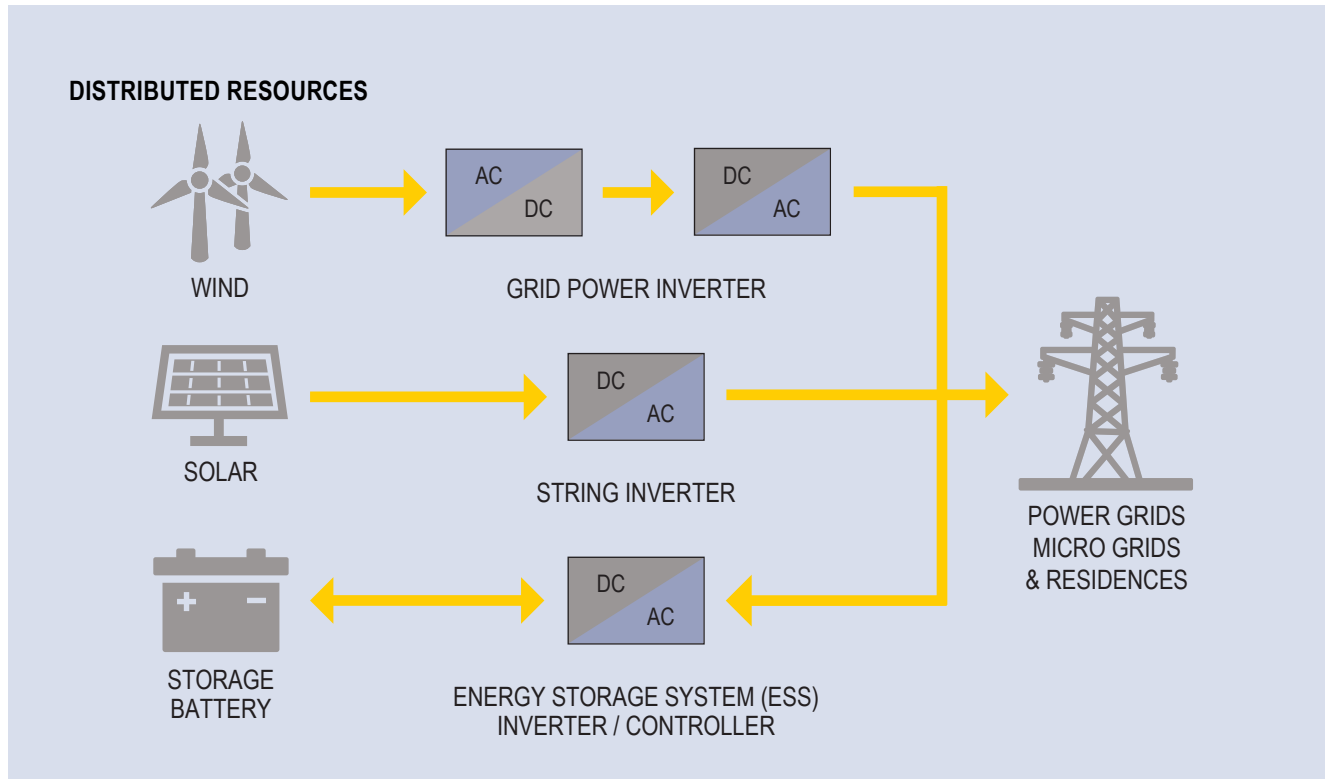 DISTRIBUTED RESOURCES
AC
DC
DC
AC
WIND
GRID POWER INVERTER
DC
AC
SOLAR
STRING INVERTER
POWER GRIDS
MICRO GRIDS
& RESIDENCES
+ −
DC
AC
STORAGE
BATTERY
ENERGY STORAGE SYSTEM (ESS)
INVERTER / CONTROLLER